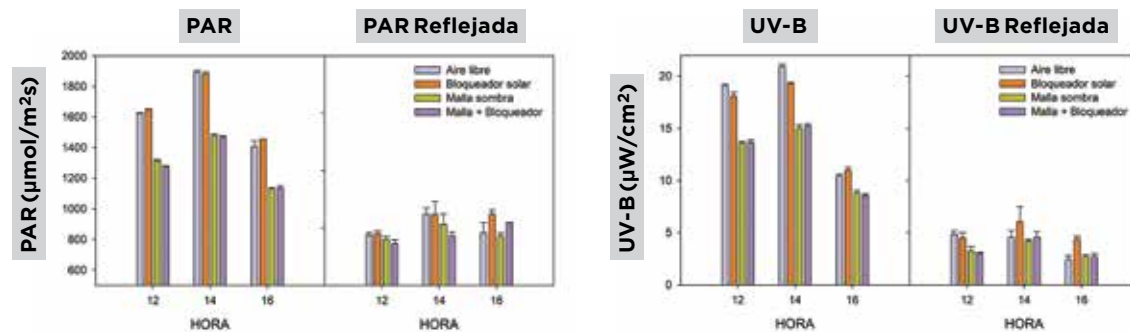 PAR
PAR Reflejada
PAR (µmol/m²s)
2000
1800
1600
1400
1200
1000
800
600
Aire libre
Bloqueador solar
Malla sombra
Malla + Bloqueador
12 14 16
12 14 16
HORA
HORA
UV-B
UV-B Reflejada
UV-B (µW/cm²)
20
15
10
5
0
Aire libre
Bloqueador solar
Malla sombra
Malla + Bloqueador
12 14 16
12 14 16
HORA
HORA